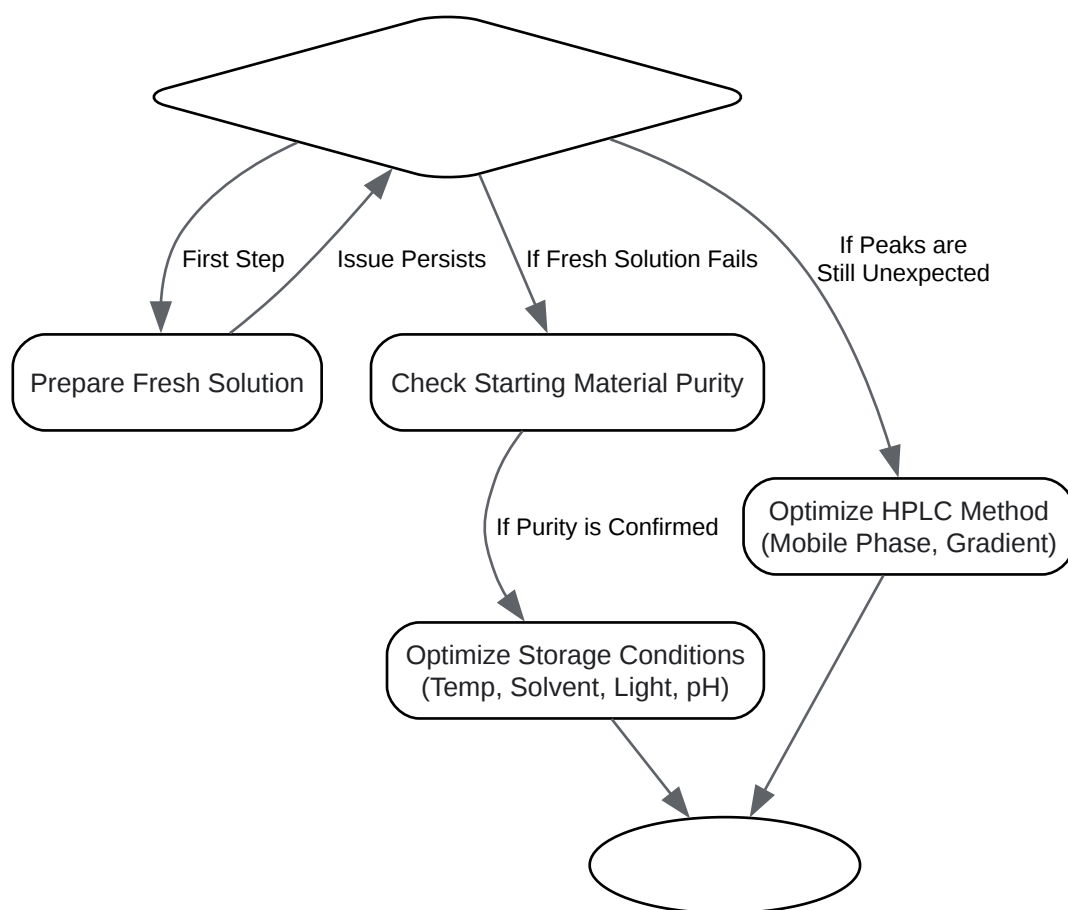 First Step
Issue Persists
If Fresh Solution Fails
If Peaks are
Still Unexpected
Prepare Fresh Solution
Check Starting Material Purity
Optimize HPLC Method
(Mobile Phase, Gradient)
If Purity is Confirmed
Optimize Storage Conditions
(Temp, Solvent, Light, pH)